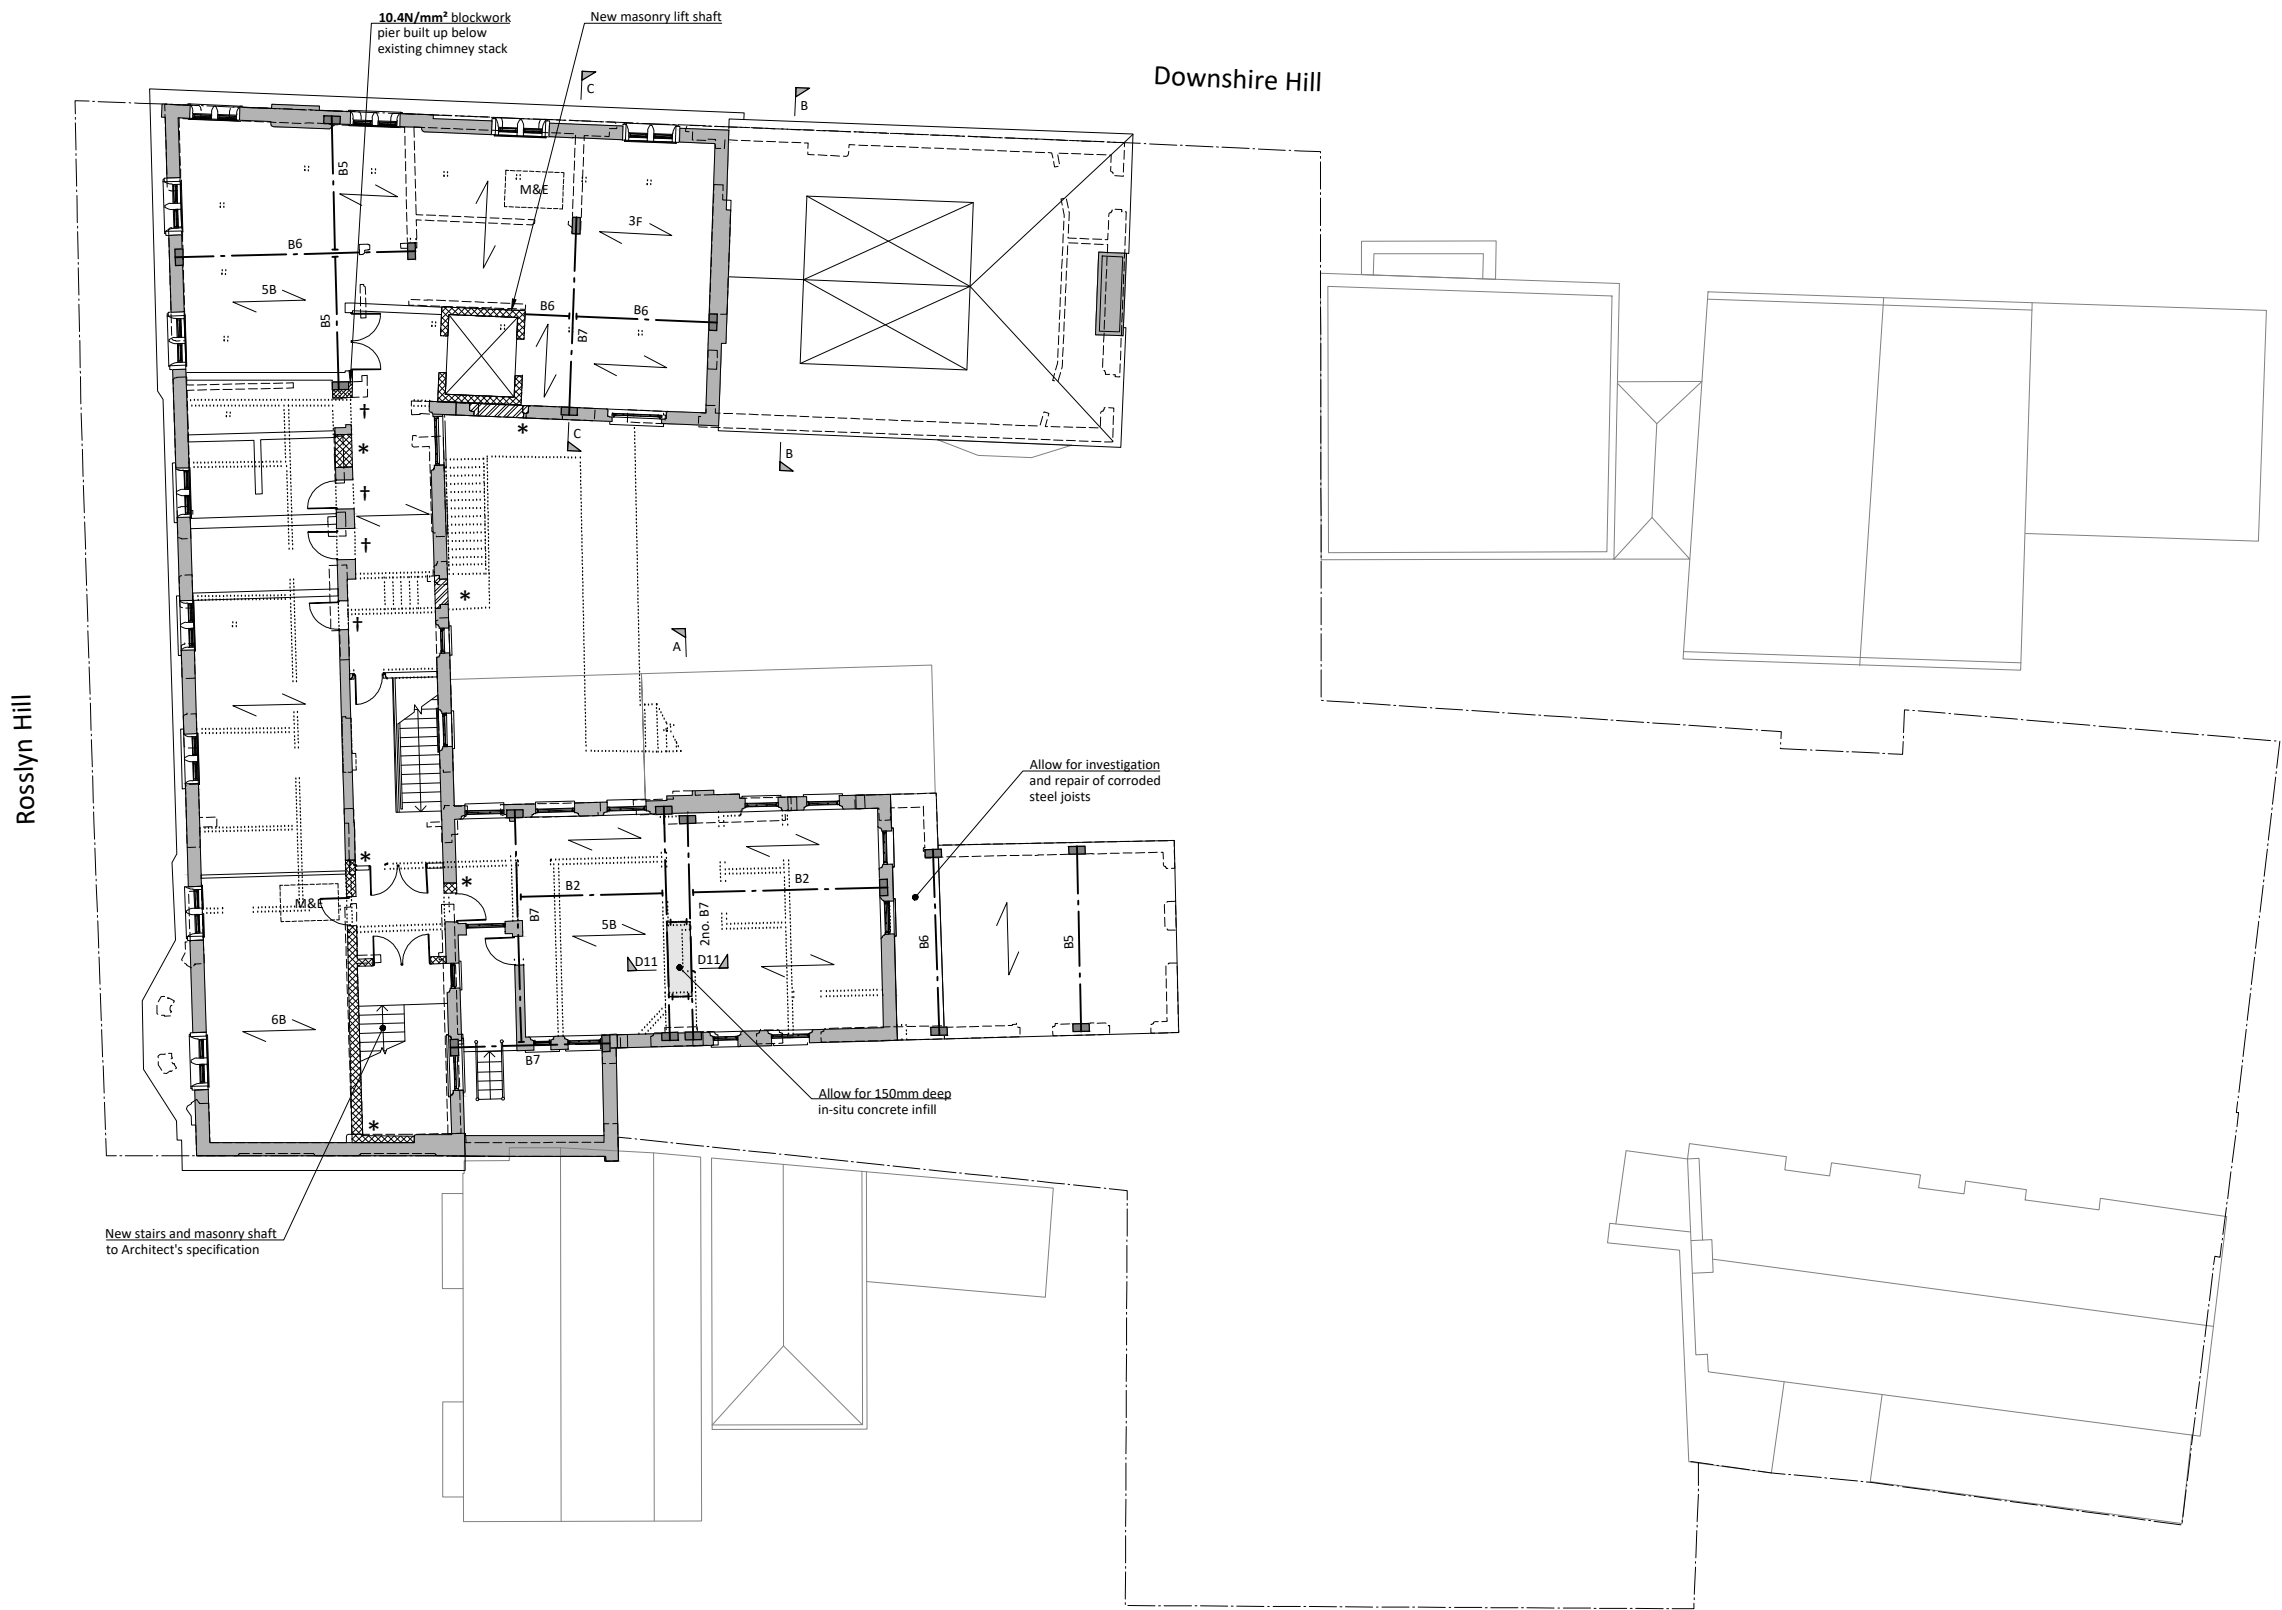 10.4N/mm² blockwork
pier built up below
existing chimney stack
New masonry lift shaft
Downshire Hill
C
B
B5
M&E
3F
B6
5B
B5
B6
B6
B7
†
*
*
C
B
†
†
*
†
A
Rosslyn Hill
Allow for investigation
and repair of corroded
steel joists
*
*
B2
B2
M&E
B7
5B
2no. B7
B6
B5
D11
D11
6B
B7
Allow for 150mm deep
in-situ concrete infill
*
New stairs and masonry shaft
to Architect's specification